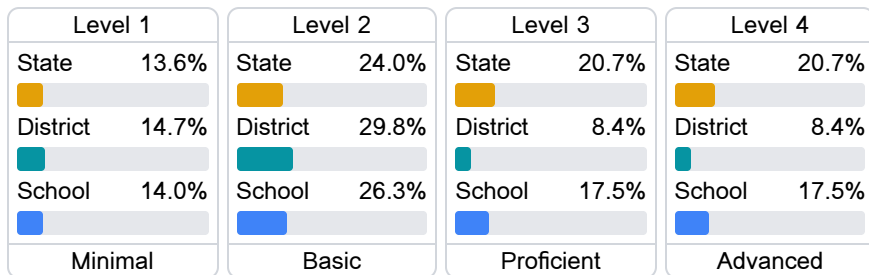 Level 1
State 13.6%
District 14.7%
School 14.0%
Minimal
Level 2
State 24.0%
District 29.8%
School 26.3%
Basic
Level 3
State 20.7%
District 8.4%
School 17.5%
Proficient
Level 4
State 20.7%
District 8.4%
School 17.5%
Advanced